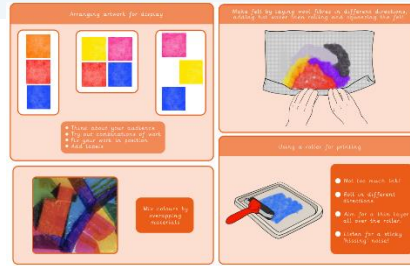 Arranging artwork for display
Think about your audience
Try out combinations of work
Fix your work in position
Add labels
Make felt by laying wool fibres in different directions,
adding hot water then rolling and squeezing the felt.
Mix colours by
overlapping
materials
Using a roller for printing
Not too much ink!
Roll in different
directions
Aim for a thin layer
all over the roller.
Listen for a sticky
'kissing' noise!